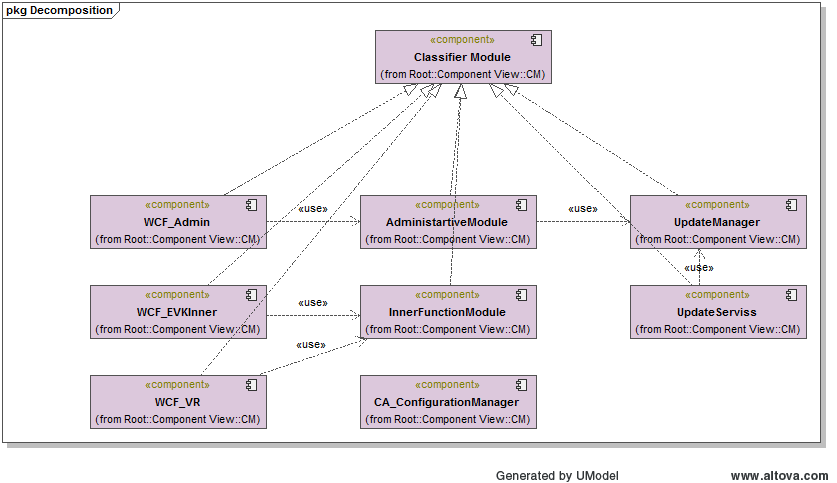 pkg Decomposition
«component»
Classifier Module
(from Root::Component View::CM)
«component»
WCF_Admin
(from Root::Component View::CM)
«use»
«component»
AdministartiveModule
(from Root::Component View::CM)
«use»
«component»
UpdateManager
(from Root::Component View::CM)
«use»
«component»
WCF_EVKInner
(from Root::Component View::CM)
«use»
«component»
InnerFunctionModule
(from Root::Component View::CM)
«component»
UpdateServiss
(from Root::Component View::CM)
«use»
«component»
WCF_VR
(from Root::Component View::CM)
«component»
CA_ConfigurationManager
(from Root::Component View::CM)
Generated by UModel
www.altova.com